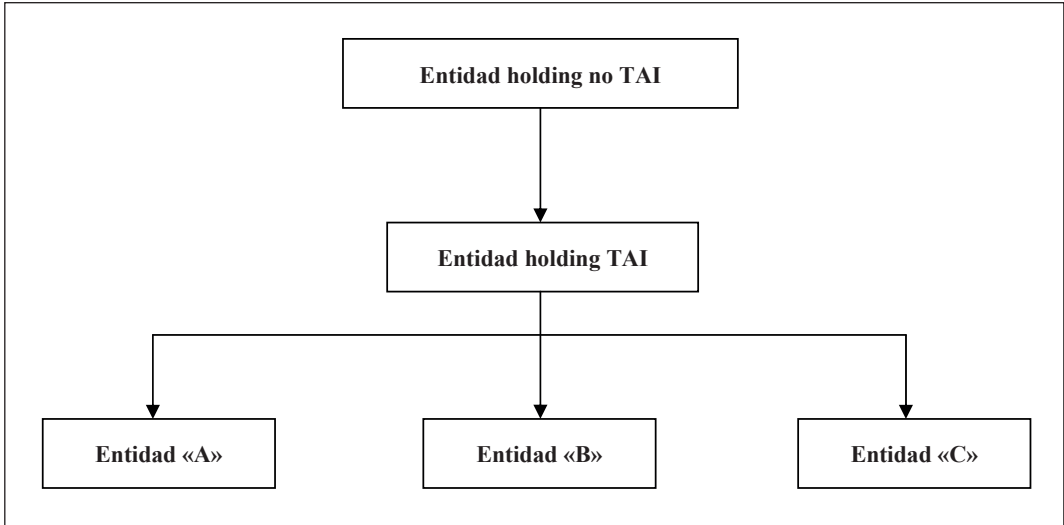 Entidad holding no TAI
Entidad holding TAI
Entidad «A»
Entidad «B»
Entidad «C»